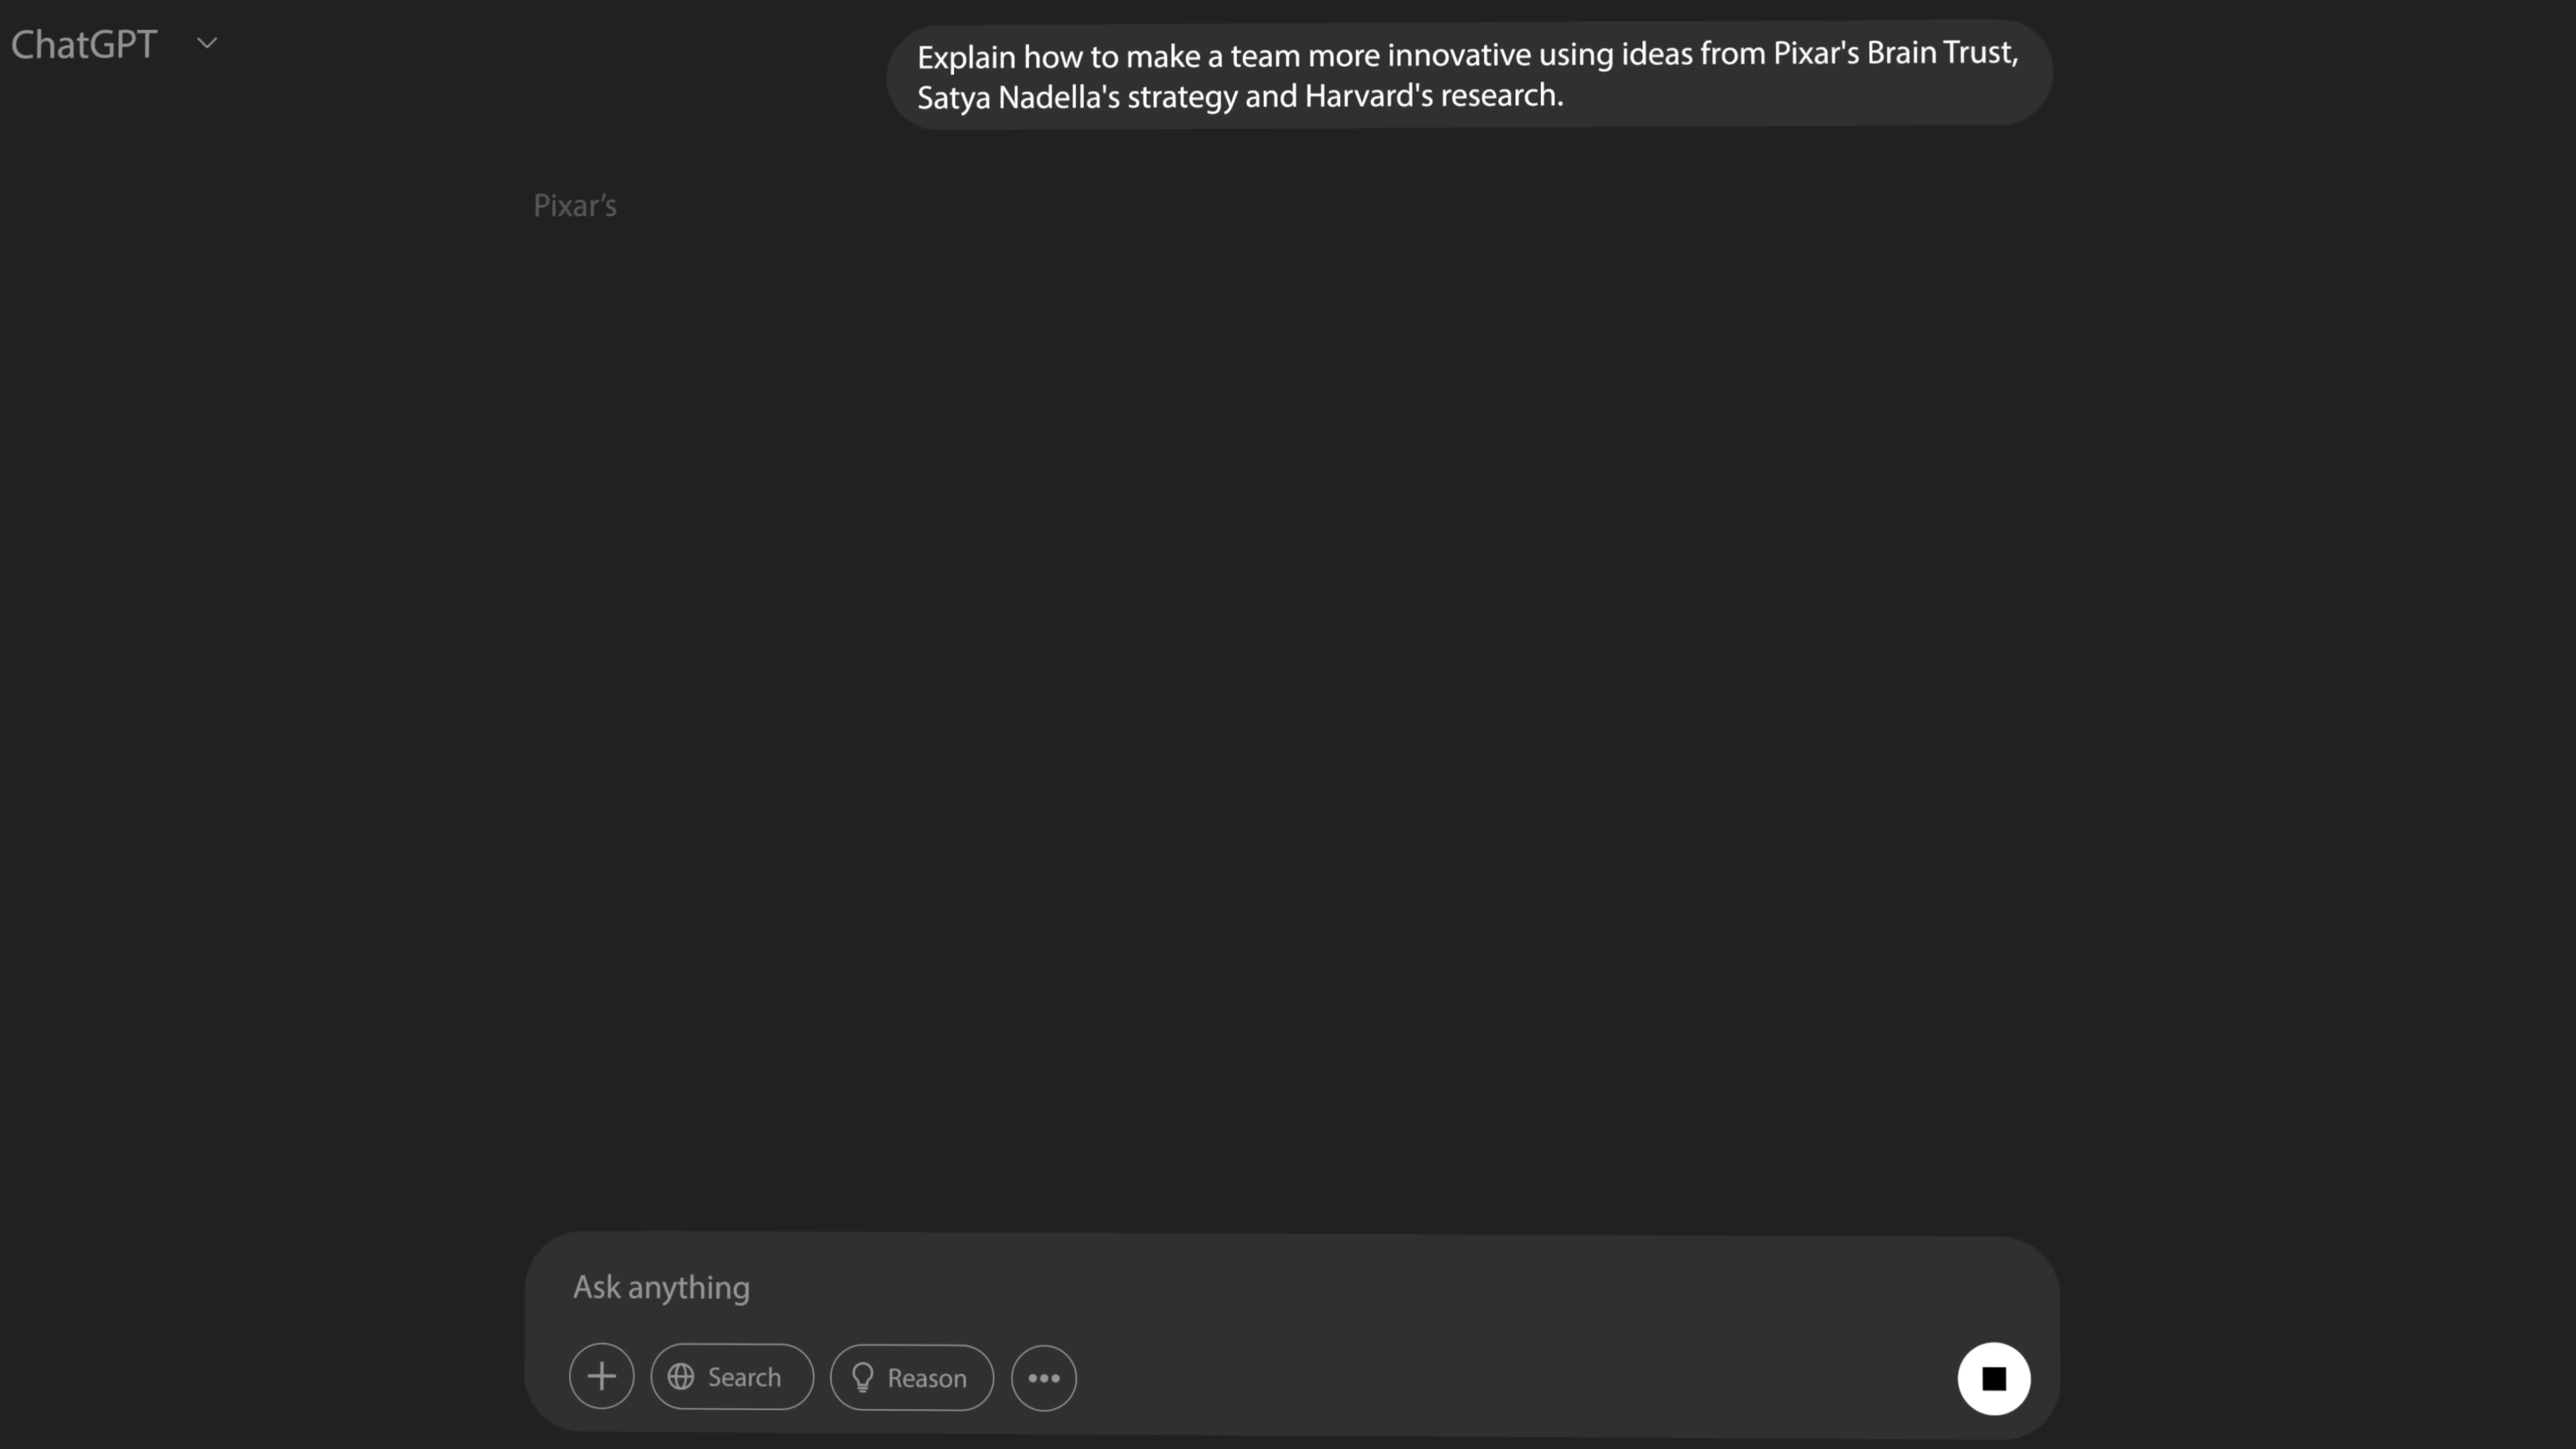 ChatGPT
Explain how to make a team more innovative using ideas from Pixar's Brain Trust,
Satya Nadella's strategy and Harvard's research.
Pixar’s
Ask anything
Search
Reason